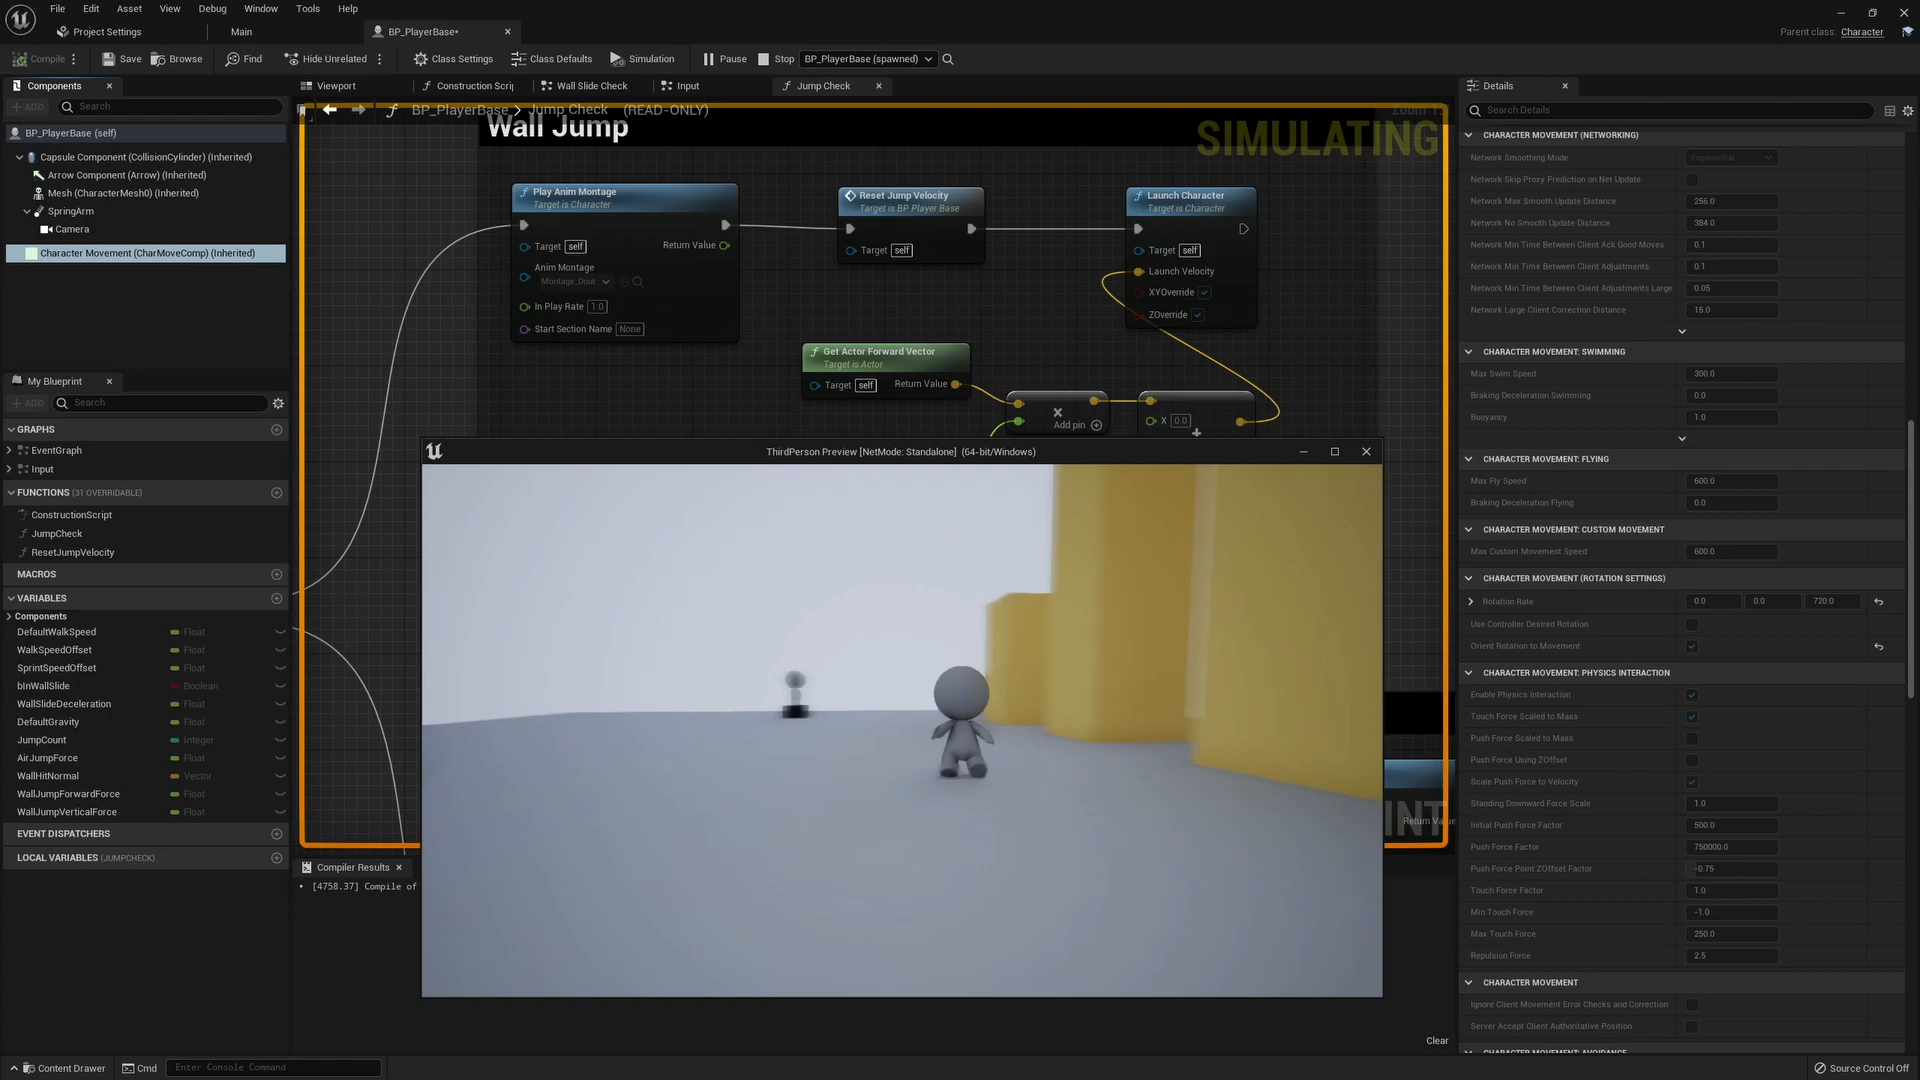 File Edit Asset View Debug Window Tools Help
Project Settings Main BP_PlayerBase* Parent class: Character
Compile Save Browse Find Hide Unrelated Class Settings Class Defaults Simulation Pause Stop BP_PlayerBase (spawned)
Components
ADD Search
BP_PlayerBase (self)
Capsule Component (CollisionCylinder) (Inherited)
Arrow Component (Arrow) (Inherited)
Mesh (CharacterMesh0) (Inherited)
SpringArm
Camera
Character Movement (CharMoveComp) (Inherited)
My Blueprint
ADD Search
GRAPHS
EventGraph
Input
FUNCTIONS (31 OVERRIDABLE)
ConstructionScript
JumpCheck
ResetJumpVelocity
MACROS
VARIABLES
Components
DefaultWalkSpeed Float
WalkSpeedOffset Float
SprintSpeedOffset Float
bInWallSlide Boolean
WallSlideDeceleration Float
DefaultGravity Float
JumpCount Integer
AirJumpForce Float
WallHitNormal Vector
WallJumpForwardForce Float
WallJumpVerticalForce Float
EVENT DISPATCHERS
LOCAL VARIABLES (JUMPCHECK)
Viewport Construction Scrip Wall Slide Check Input Jump Check
BP_PlayerBase > Jump Check (READ-ONLY)
Wall Jump
SIMULATING
Play Anim Montage
Target is Character
Target self Return Value
Anim Montage
Montage_Dout
In Play Rate 1.0
Start Section Name None
Reset Jump Velocity
Target is BP Player Base
Target self
Launch Character
Target is Character
Target self
Launch Velocity
XYOverride
ZOverride
Get Actor Forward Vector
Target is Actor
Target self Return Value
Add pin
X 0.0
ThirdPerson Preview [NetMode: Standalone] (64-bit/Windows)
Compiler Results
[4758.37] Compile of
Clear
Details
Search Details
CHARACTER MOVEMENT (NETWORKING)
Network Smoothing Mode Exponential
Network Skip Proxy Prediction on Net Update
Network Max Smooth Update Distance 256.0
Network No Smooth Update Distance 384.0
Network Min Time Between Client Ack Good Moves 0.1
Network Min Time Between Client Adjustments 0.1
Network Min Time Between Client Adjustments Large 0.05
Network Large Client Correction Distance 15.0
CHARACTER MOVEMENT: SWIMMING
Max Swim Speed 300.0
Braking Deceleration Swimming 0.0
Buoyancy 1.0
CHARACTER MOVEMENT: FLYING
Max Fly Speed 600.0
Braking Deceleration Flying 0.0
CHARACTER MOVEMENT: CUSTOM MOVEMENT
Max Custom Movement Speed 600.0
CHARACTER MOVEMENT (ROTATION SETTINGS)
Rotation Rate 0.0 0.0 720.0
Use Controller Desired Rotation
Orient Rotation to Movement
CHARACTER MOVEMENT: PHYSICS INTERACTION
Enable Physics Interaction
Touch Force Scaled to Mass
Push Force Scaled to Mass
Push Force Using ZOffset
Scale Push Force to Velocity
Standing Downward Force Scale 1.0
Initial Push Force Factor 500.0
Push Force Factor 750000.0
Push Force Point ZOffset Factor -0.75
Touch Force Factor 1.0
Min Touch Force -1.0
Max Touch Force 250.0
Repulsion Force 2.5
CHARACTER MOVEMENT
Ignore Client Movement Error Checks and Correction
Server Accept Client Authoritative Position
CHARACTER MOVEMENT: AVOIDANCE
Content Drawer Cmd Enter Console Command Source Control Off